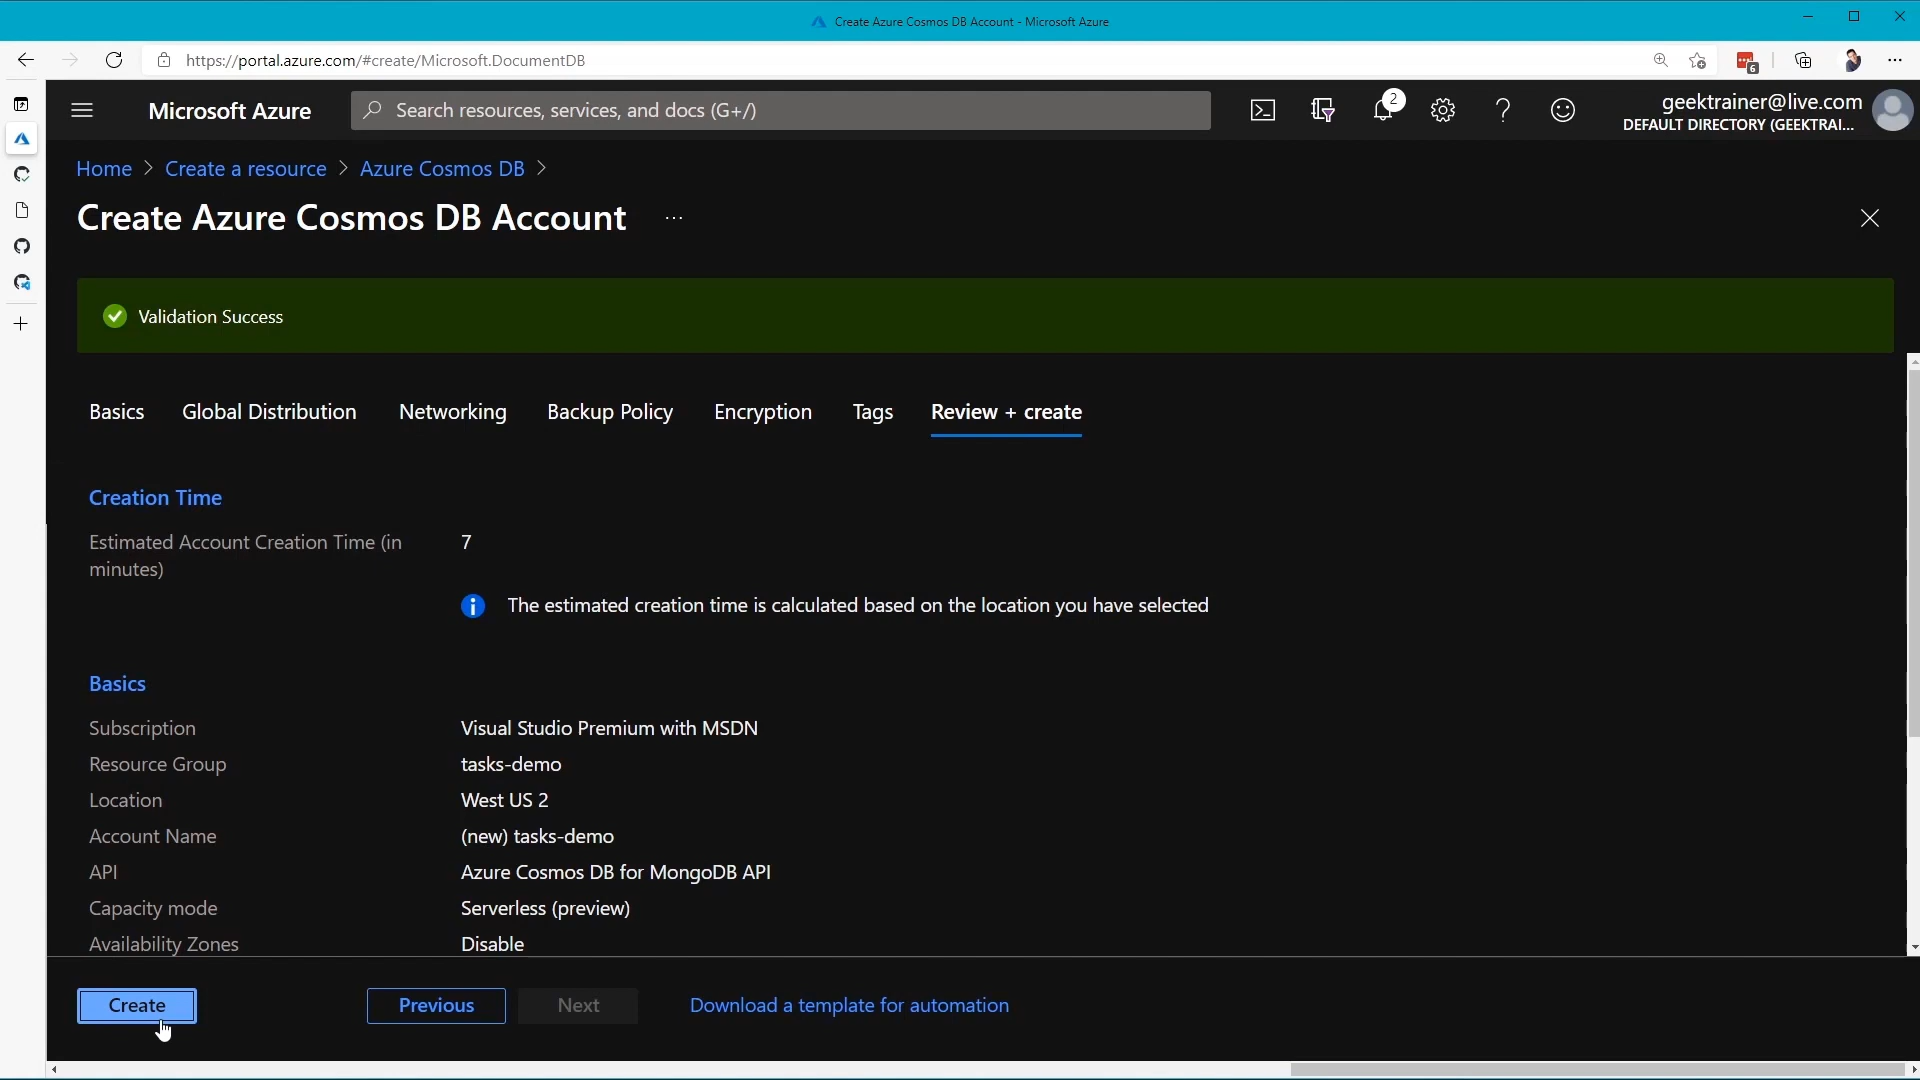 Create Azure Cosmos DB Account - Microsoft Azure
https://portal.azure.com/#create/Microsoft.DocumentDB
6
Microsoft Azure
Search resources, services, and docs (G+/)
2
geektrainer@live.com
DEFAULT DIRECTORY (GEEKTRAI...
Home > Create a resource > Azure Cosmos DB >
Create Azure Cosmos DB Account ...
Validation Success
Basics Global Distribution Networking Backup Policy Encryption Tags Review + create
Creation Time
Estimated Account Creation Time (in 7
minutes)
The estimated creation time is calculated based on the location you have selected
Basics
Subscription Visual Studio Premium with MSDN
Resource Group tasks-demo
Location West US 2
Account Name (new) tasks-demo
API Azure Cosmos DB for MongoDB API
Capacity mode Serverless (preview)
Availability Zones Disable
Create Previous Next Download a template for automation